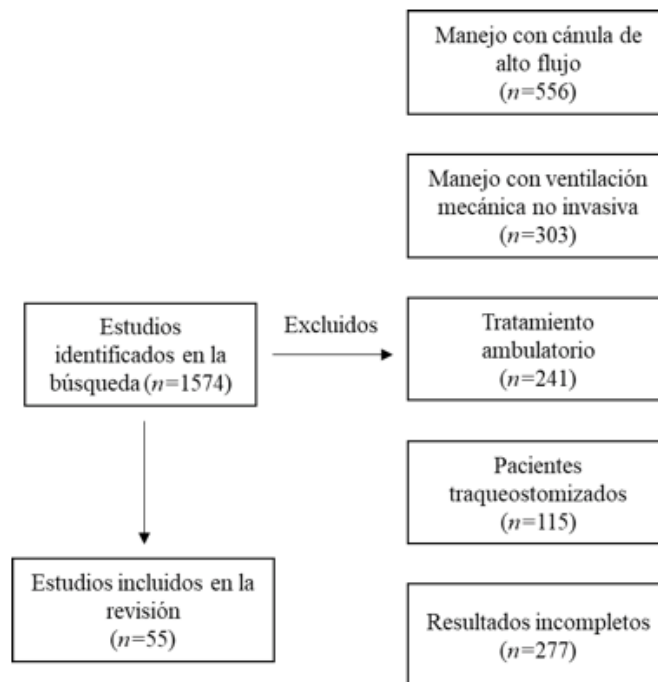 Manejo con cánula de
alto flujo
(n=556)
Manejo con ventilación
mecánica no invasiva
(n=303)
Estudios
identificados en la
búsqueda (n=1574)
Excluidos
Tratamiento
ambulatorio
(n=241)
Pacientes
traqueostomizados
(n=115)
Estudios incluidos en la
revisión
(n=55)
Resultados incompletos
(n=277)